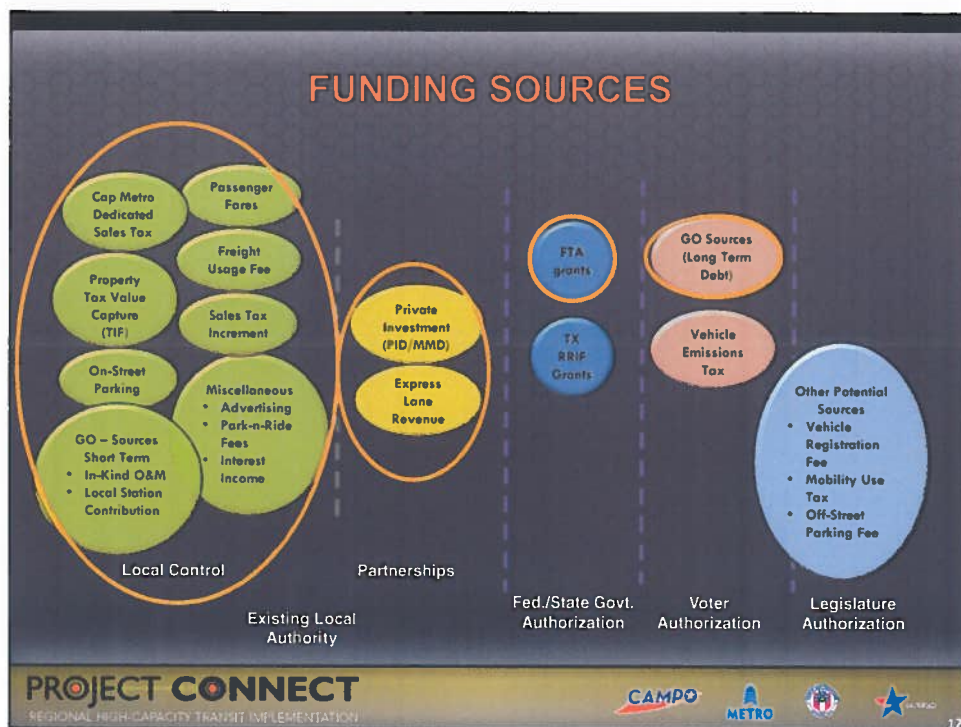 FUNDING SOURCES
Cap Metro
Dedicated
Sales Tax
Passenger
Fares
Freight
Usage Fee
Property
Tax Value
Capture
(TIF)
Sales Tax
Increment
On-Street
Parking
Miscellaneous
• Advertising
• Park-n-Ride
Fees
• Interest
Income
GO – Sources
Short Term
• In-Kind O&M
• Local Station
Contribution
Local Control
Private
Investment
(PID/MMD)
Express
Lane
Revenue
Partnerships
Existing Local
Authority
FTA
grants
TX
RRIF
Grants
Fed./State Govt.
Authorization
GO Sources
(Long Term
Debt)
Vehicle
Emissions
Tax
Voter
Authorization
Other Potential
Sources
• Vehicle
Registration
Fee
• Mobility Use
Tax
• Off-Street
Parking Fee
Legislature
Authorization
PROJECT CONNECT
REGIONAL HIGH-CAPACITY TRANSIT IMPLEMENTATION
CAMPO
METRO
17